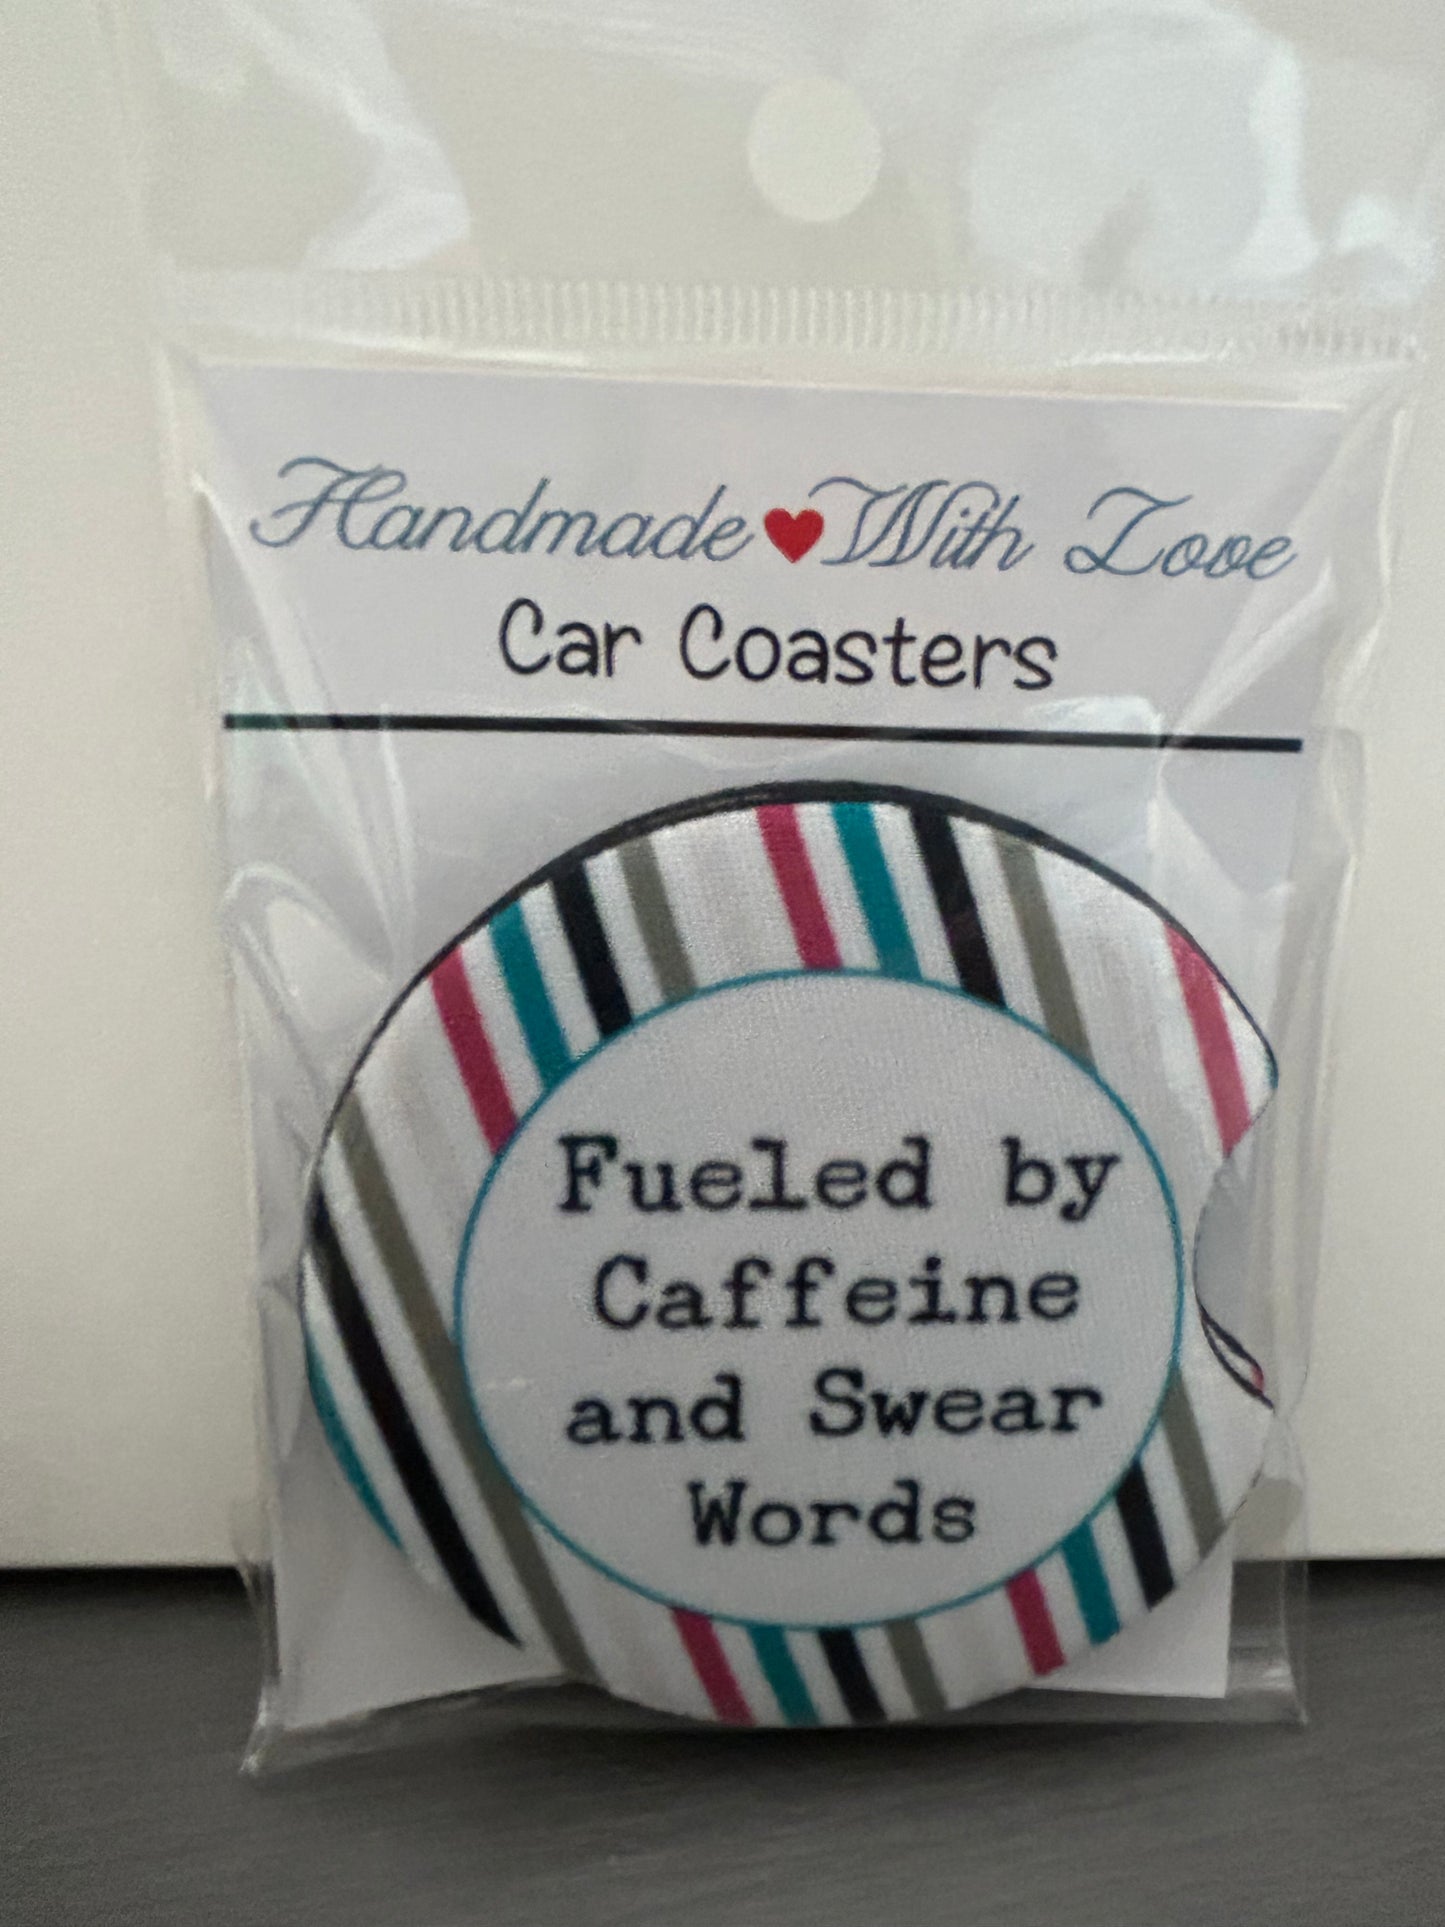 Handmade With Love
Car Coasters
Fueled by
Caffeine
and Swear
Words